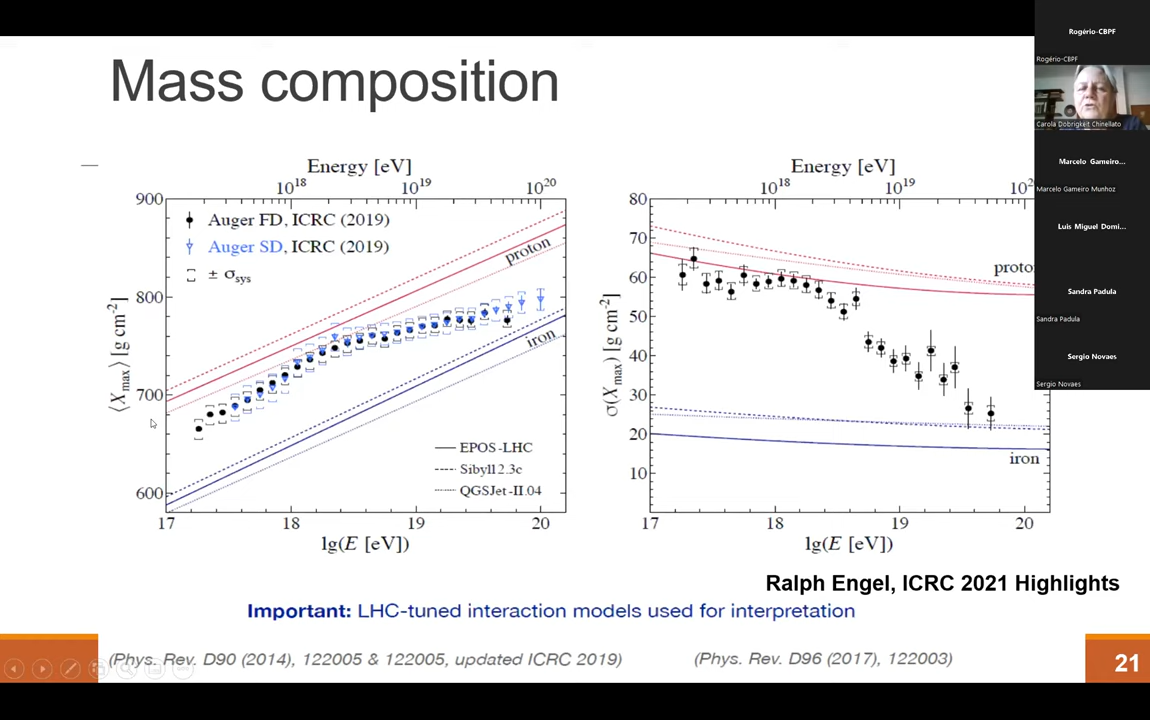 Mass composition
Energy [eV]
10^18 10^19 10^20
900
800
700
600
⟨X_max⟩ [g cm^-2]
Auger FD, ICRC (2019)
Auger SD, ICRC (2019)
± σ_sys
proton
iron
EPOS-LHC
Sibyll 2.3c
QGSJet-II.04
17 18 19 20
lg(E [eV])
Energy [eV]
10^18 10^19 10^2
80
70
60
50
40
30
20
10
σ(X_max) [g cm^-2]
proto
iron
17 18 19 20
lg(E [eV])
Ralph Engel, ICRC 2021 Highlights
Important: LHC-tuned interaction models used for interpretation
(Phys. Rev. D90 (2014), 122005 & 122005, updated ICRC 2019)
(Phys. Rev. D96 (2017), 122003)
21
Rogério-CBPF
Rogério-CBPF
Carola Dobrigkeit Chinellato
Marcelo Gameiro...
Marcelo Gameiro Munhoz
Luis Miguel Domi...
Sandra Padula
Sandra Padula
Sergio Novaes
Sergio Novaes